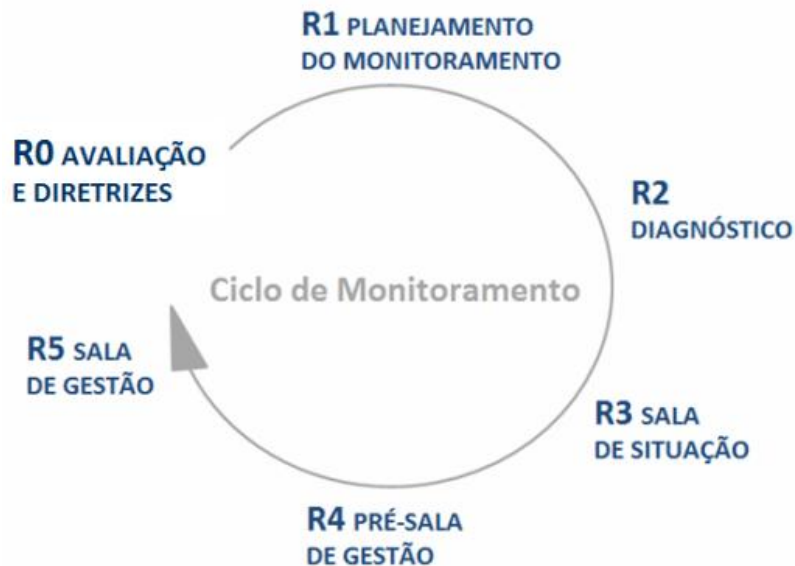 R1 PLANEJAMENTO
DO MONITORAMENTO
R0 AVALIAÇÃO
E DIRETRIZES
R2
DIAGNÓSTICO
Ciclo de Monitoramento
R5 SALA
DE GESTÃO
R3 SALA
DE SITUAÇÃO
R4 PRÉ-SALA
DE GESTÃO